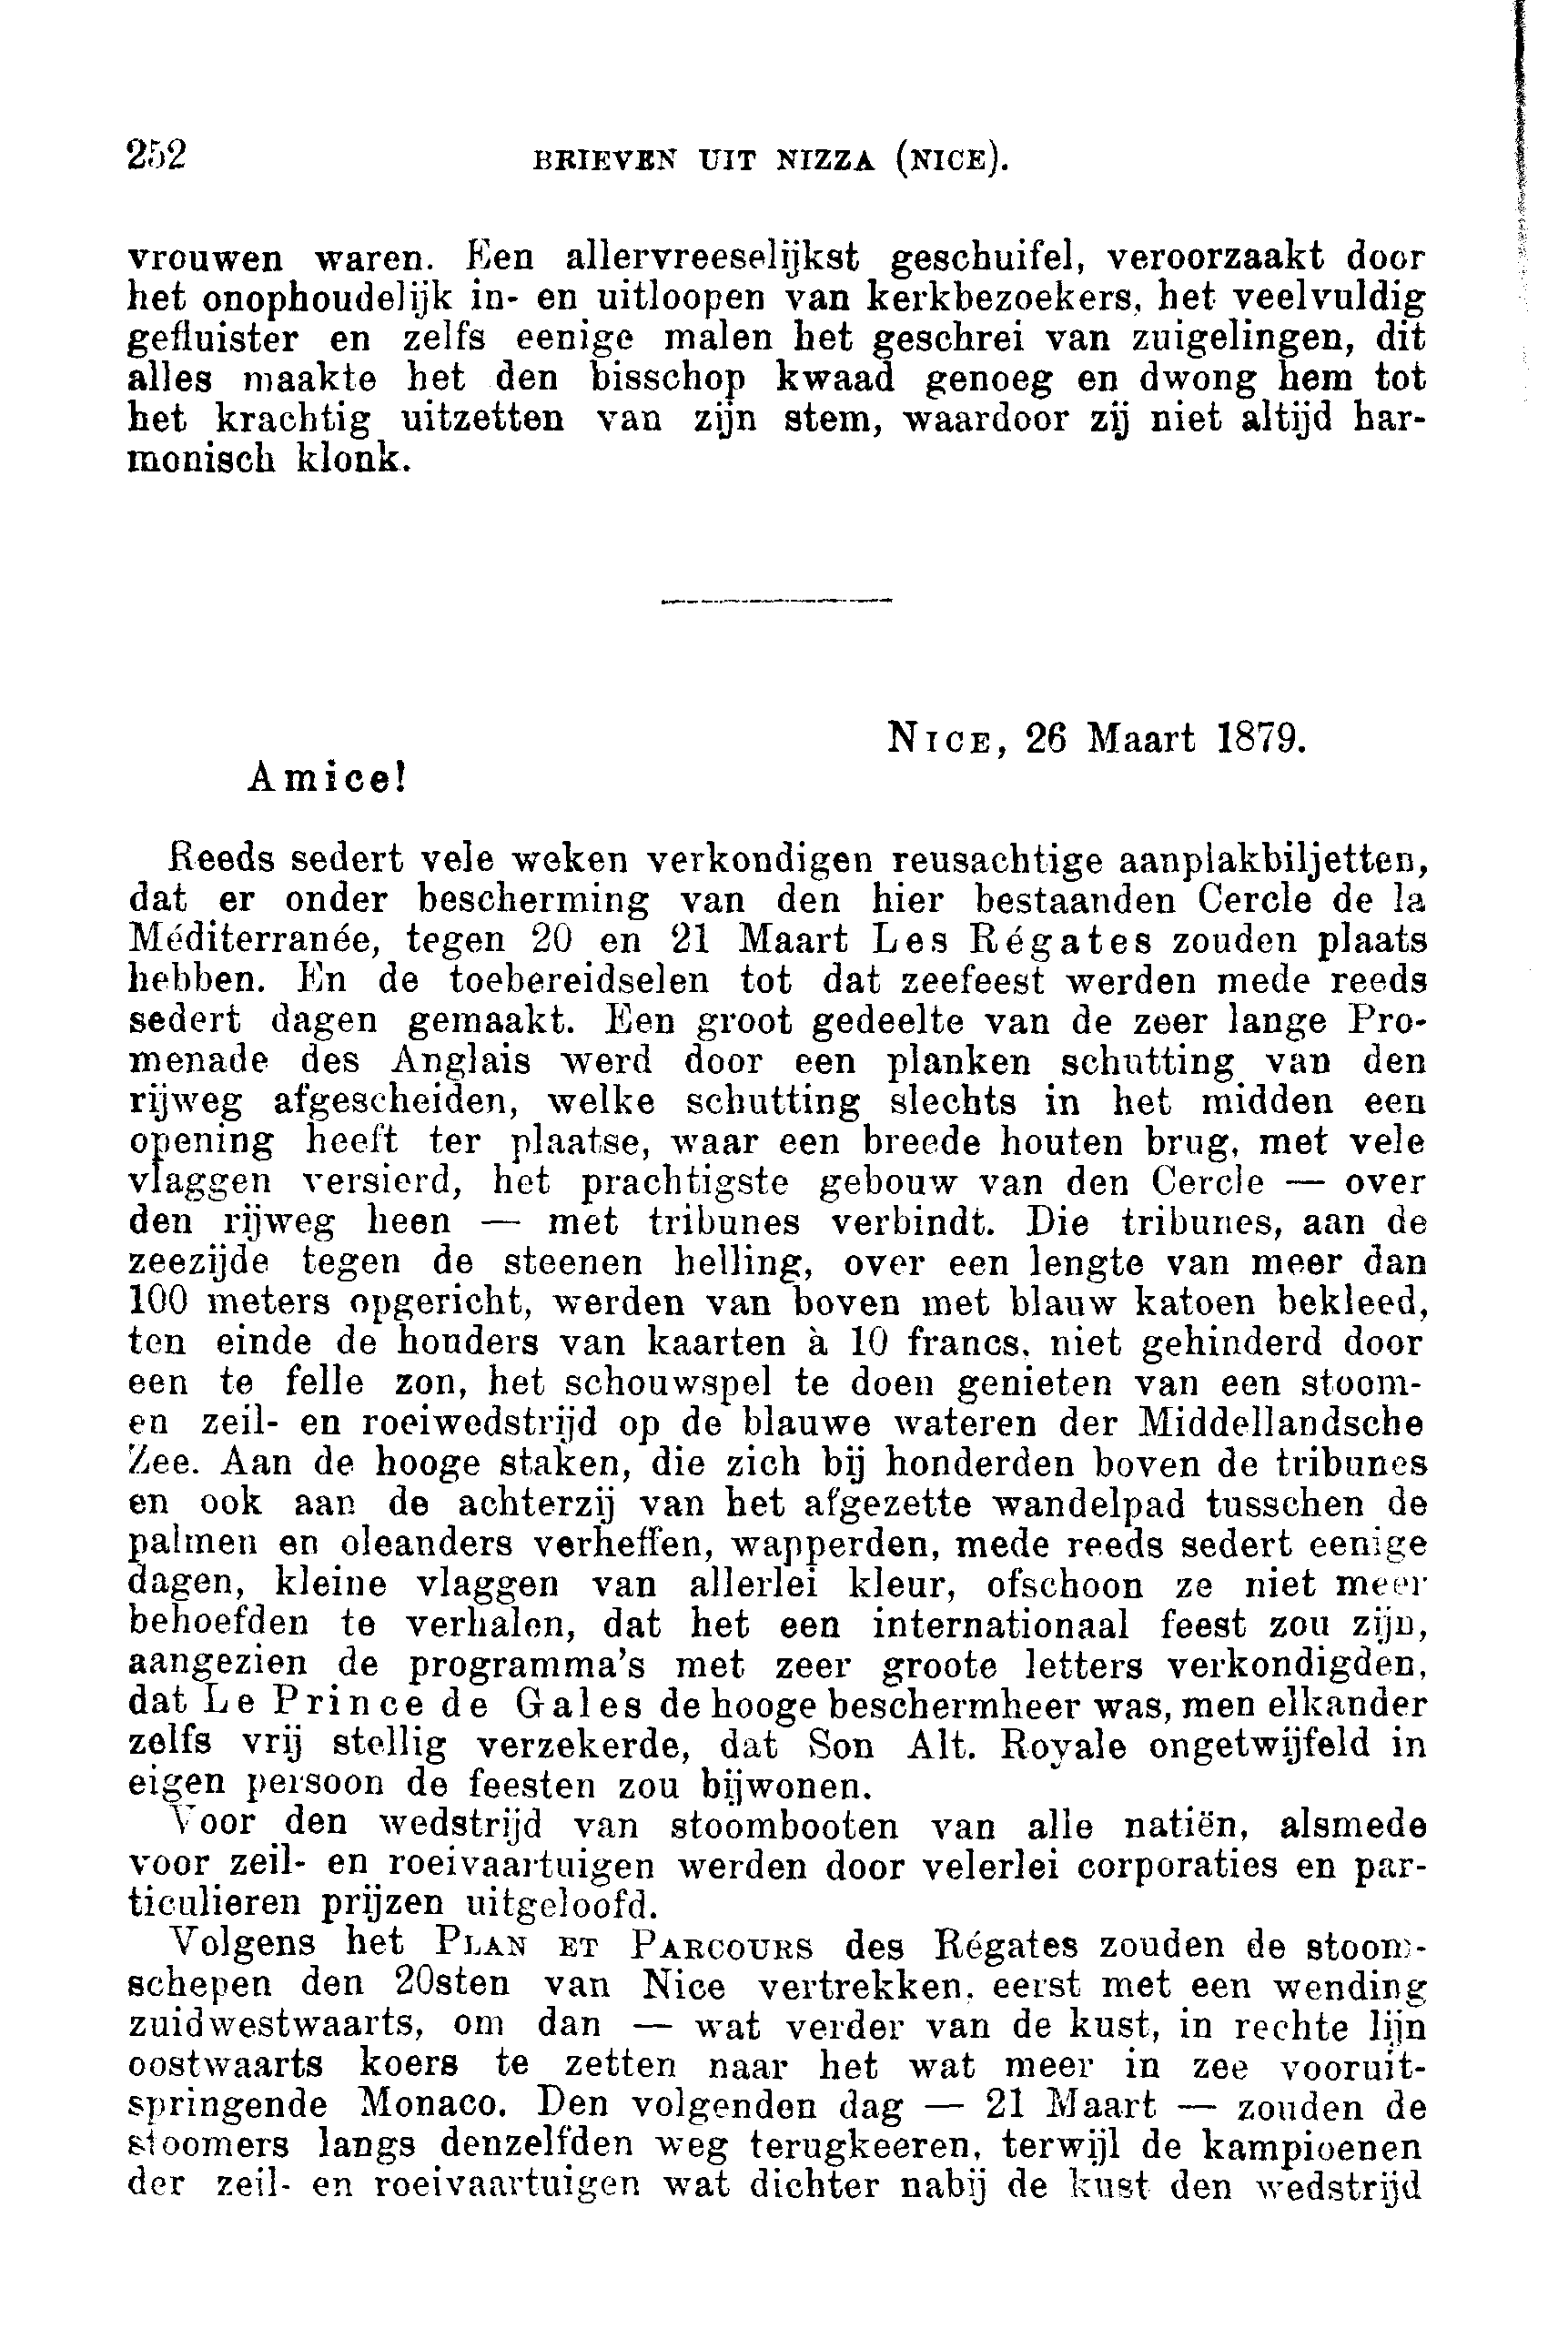 252 BRIEVEN UIT NIZZA (NICE).
vrouwen waren. Een allervreeselijkst geschuifel, veroorzaakt door
het onophoudelijk in- en uitloopen van kerkbezoekers, het veelvuldig
gefluister en zelfs eenige malen het geschrei van zuigelingen, dit
alles maakte het den bisschop kwaad genoeg en dwong hem tot
het krachtig uitzetten van zijn stem, waardoor zij niet altijd har-
monisch klonk.
NICE, 26 Maart 1879.
Amice!
Reeds sedert vele weken verkondigen reusachtige aanplakbiljetten,
dat er onder bescherming van den hier bestaanden Cercle de la
Méditerranée, tegen 20 en 21 Maart Les Régates zouden plaats
hebben. En de toebereidselen tot dat zeefeest werden mede reeds
sedert dagen gemaakt. Een groot gedeelte van de zeer lange Pro-
menade des Anglais werd door een planken schutting van den
rijweg afgescheiden, welke schutting slechts in het midden een
opening heeft ter plaatse, waar een breede houten brug, met vele
vlaggen versierd, het prachtigste gebouw van den Cercle — over
den rijweg heen — met tribunes verbindt. Die tribunes, aan de
zeezijde tegen de steenen helling, over een lengte van meer dan
100 meters opgericht, werden van boven met blauw katoen bekleed,
ten einde de houders van kaarten à 10 francs, niet gehinderd door
een te felle zon, het schouwspel te doen genieten van een stoom-
en zeil- en roeiwedstrijd op de blauwe wateren der Middellandsche
Zee. Aan de hooge staken, die zich bij honderden boven de tribunes
en ook aan de achterzij van het afgezette wandelpad tusschen de
palmen en oleanders verheffen, wapperden, mede reeds sedert eenige
dagen, kleine vlaggen van allerlei kleur, ofschoon ze niet meer
behoefden te verhalen, dat het een internationaal feest zou zijn,
aangezien de programma's met zeer groote letters verkondigden,
dat Le Prince de Gales de hooge beschermheer was, men elkander
zelfs vrij stellig verzekerde, dat Son Alt. Royale ongetwijfeld in
eigen persoon de feesten zou bijwonen.
Voor den wedstrijd van stoombooten van alle natiën, alsmede
voor zeil- en roeivaartuigen werden door velerlei corporaties en par-
ticulieren prijzen uitgeloofd.
Volgens het PLAN ET PARCOURS des Régates zouden de stoom-
schepen den 20sten van Nice vertrekken, eerst met een wending
zuidwestwaarts, om dan — wat verder van de kust, in rechte lijn
oostwaarts koers te zetten naar het wat meer in zee vooruit-
springende Monaco. Den volgenden dag — 21 Maart — zouden de
stoomers langs denzelfden weg terugkeeren, terwijl de kampioenen
der zeil- en roeivaartuigen wat dichter nabij de kust den wedstrijd